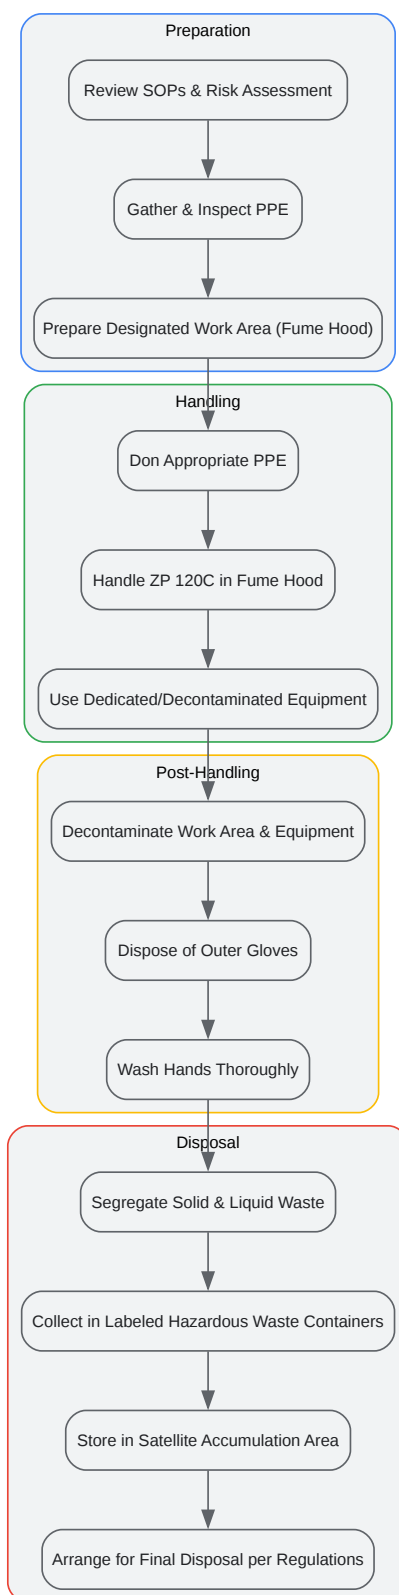 Preparation
Review SOPs & Risk Assessment
Gather & Inspect PPE
Prepare Designated Work Area (Fume Hood)
Handling
Don Appropriate PPE
Handle ZP 120C in Fume Hood
Use Dedicated/Decontaminated Equipment
Post-Handling
Decontaminate Work Area & Equipment
Dispose of Outer Gloves
Wash Hands Thoroughly
Disposal
Segregate Solid & Liquid Waste
Collect in Labeled Hazardous Waste Containers
Store in Satellite Accumulation Area
Arrange for Final Disposal per Regulations